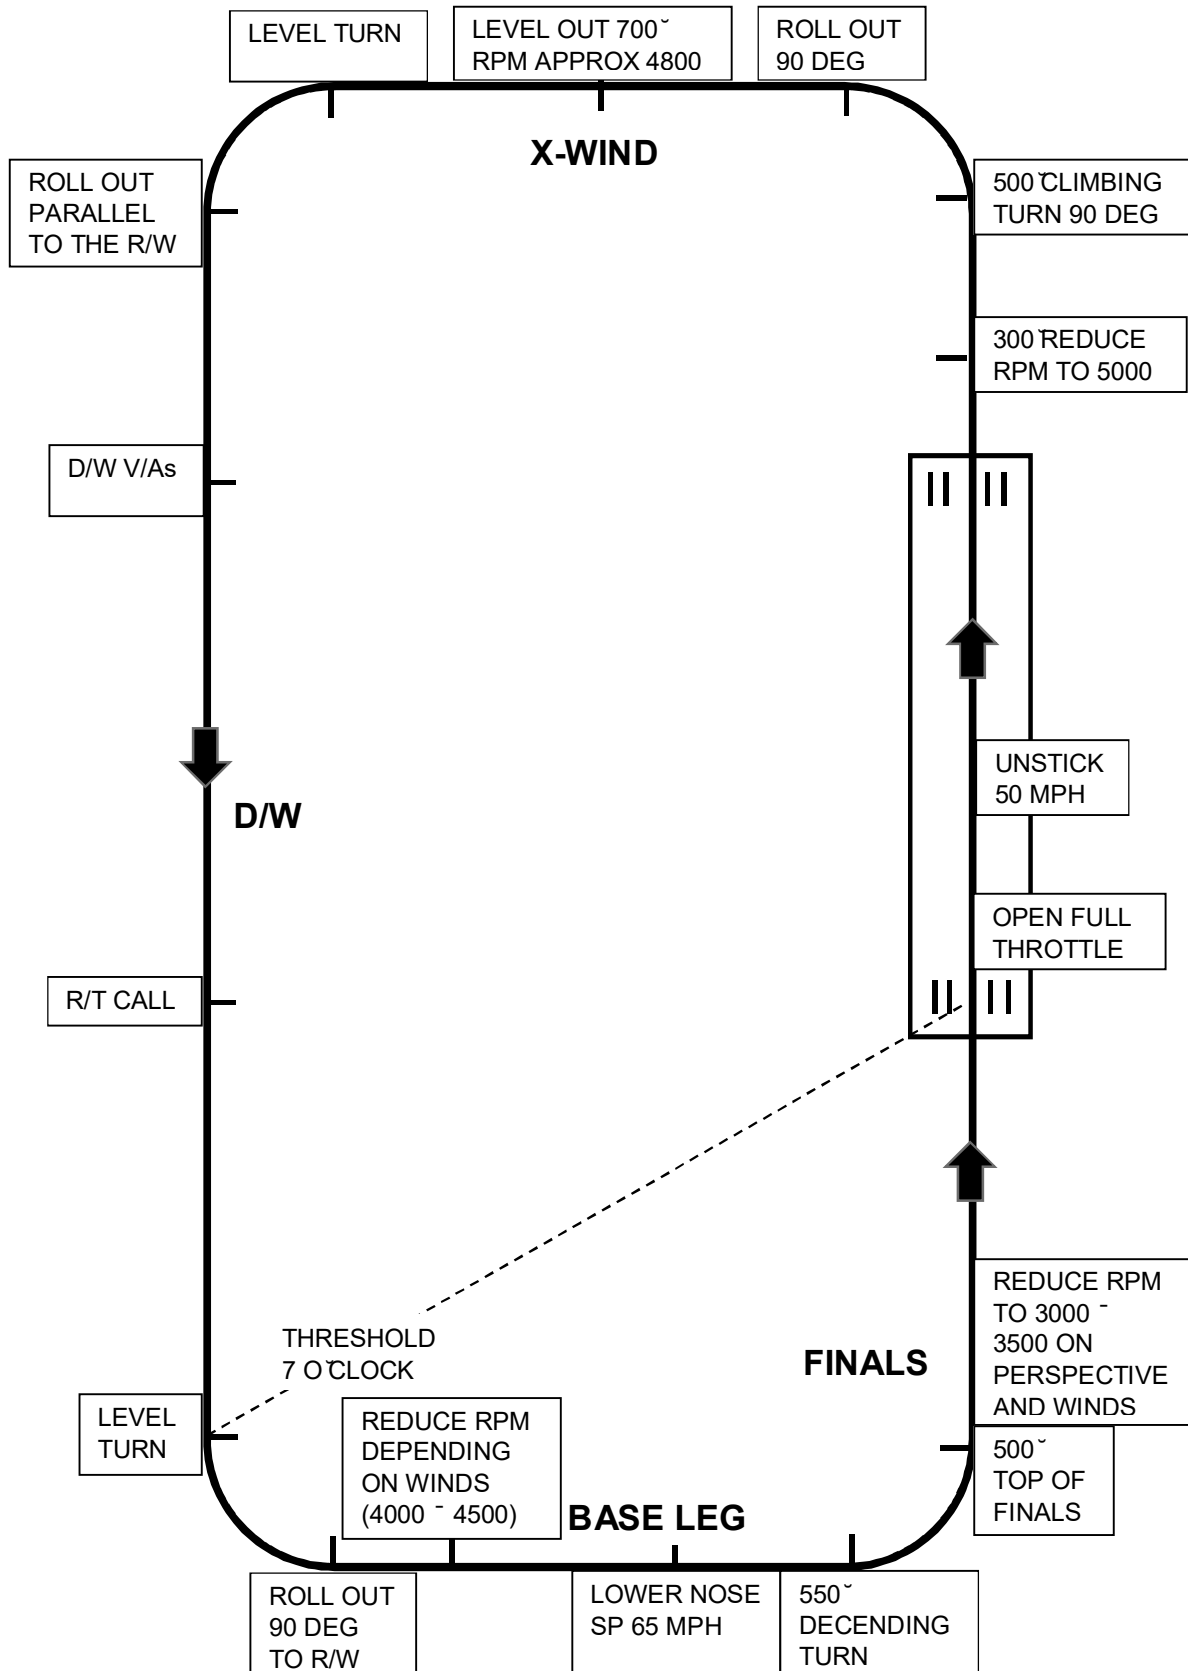 LEVEL TURN
LEVEL OUT 700˘
RPM APPROX 4800
ROLL OUT
90 DEG
X-WIND
ROLL OUT
PARALLEL
TO THE R/W
500˘CLIMBING
TURN 90 DEG
300˘REDUCE
RPM TO 5000
D/W V/As
UNSTICK
50 MPH
D/W
OPEN FULL
THROTTLE
R/T CALL
REDUCE RPM
TO 3000 -
3500 ON
PERSPECTIVE
AND WINDS
THRESHOLD
7 O˘CLOCK
FINALS
LEVEL
TURN
REDUCE RPM
DEPENDING
ON WINDS
(4000 - 4500)
500˘
TOP OF
FINALS
BASE LEG
ROLL OUT
90 DEG
TO R/W
LOWER NOSE
SP 65 MPH
550˘
DECENDING
TURN